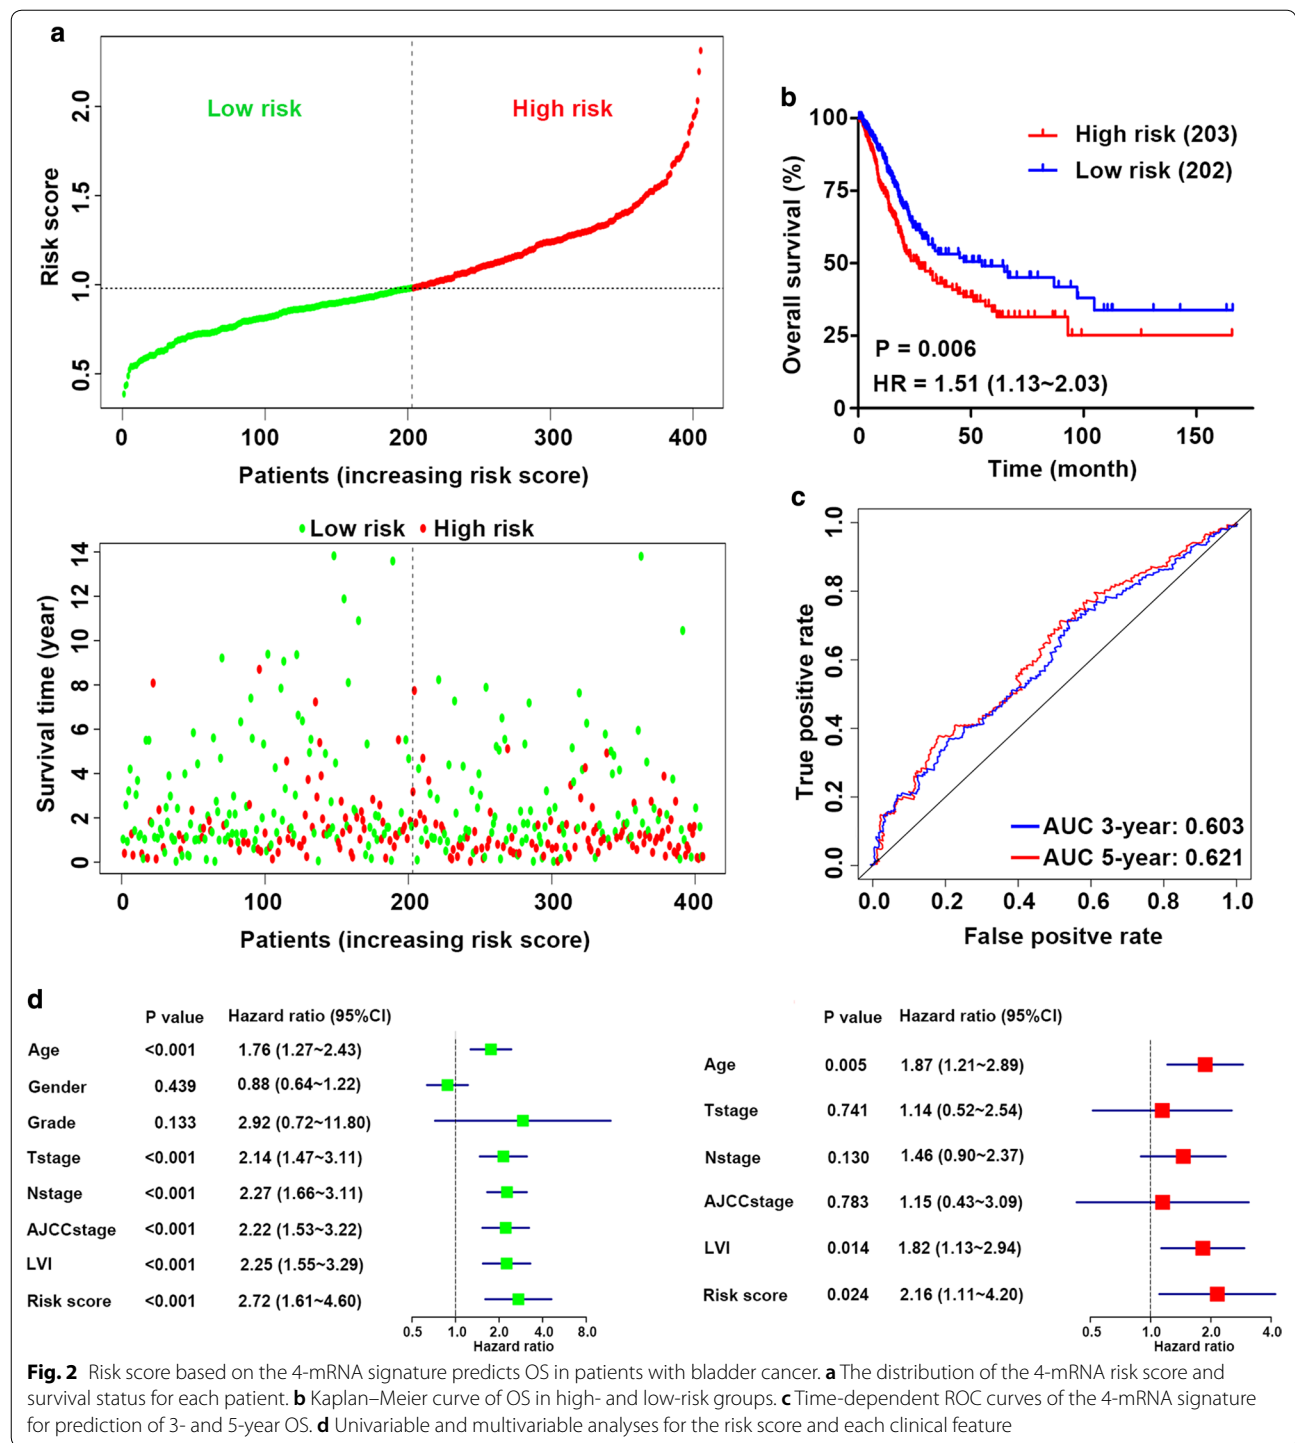 a
Low risk
High risk
Risk score
0.5 1.0 1.5 2.0
0 100 200 300 400
Patients (increasing risk score)
Low risk High risk
Survival time (year)
0 2 4 6 8 10 12 14
0 100 200 300 400
Patients (increasing risk score)
b
High risk (203)
Low risk (202)
Overall survival (%)
100
75
50
25
0
P = 0.006
HR = 1.51 (1.13~2.03)
0 50 100 150
Time (month)
c
True positive rate
0.0 0.2 0.4 0.6 0.8 1.0
AUC 3-year: 0.603
AUC 5-year: 0.621
0.0 0.2 0.4 0.6 0.8 1.0
False positve rate
d
P value Hazard ratio (95%CI)
Age <0.001 1.76 (1.27~2.43)
Gender 0.439 0.88 (0.64~1.22)
Grade 0.133 2.92 (0.72~11.80)
Tstage <0.001 2.14 (1.47~3.11)
Nstage <0.001 2.27 (1.66~3.11)
AJCCstage <0.001 2.22 (1.53~3.22)
LVI <0.001 2.25 (1.55~3.29)
Risk score <0.001 2.72 (1.61~4.60)
0.5 1.0 2.0 4.0 8.0
Hazard ratio
P value Hazard ratio (95%CI)
Age 0.005 1.87 (1.21~2.89)
Tstage 0.741 1.14 (0.52~2.54)
Nstage 0.130 1.46 (0.90~2.37)
AJCCstage 0.783 1.15 (0.43~3.09)
LVI 0.014 1.82 (1.13~2.94)
Risk score 0.024 2.16 (1.11~4.20)
0.5 1.0 2.0 4.0
Hazard ratio
Fig. 2 Risk score based on the 4-mRNA signature predicts OS in patients with bladder cancer. a The distribution of the 4-mRNA risk score and
survival status for each patient. b Kaplan–Meier curve of OS in high- and low-risk groups. c Time-dependent ROC curves of the 4-mRNA signature
for prediction of 3- and 5-year OS. d Univariable and multivariable analyses for the risk score and each clinical feature